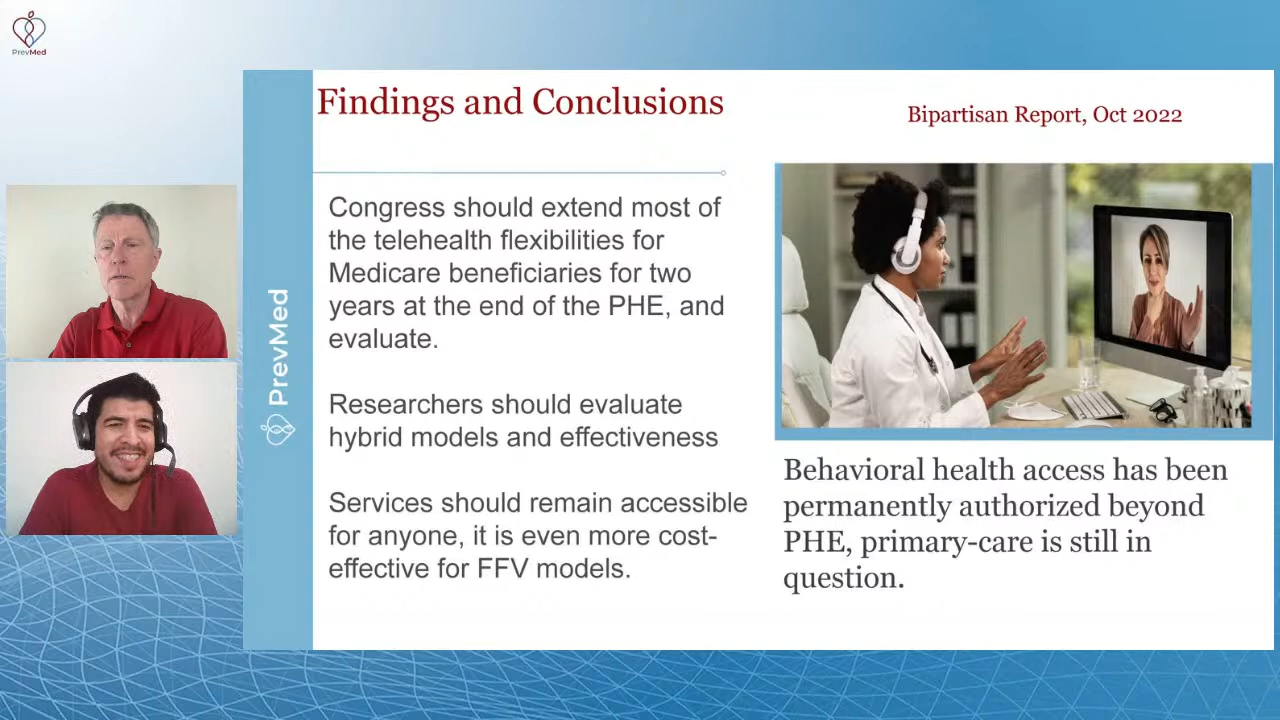 PrevMed
Findings and Conclusions
Bipartisan Report, Oct 2022
Congress should extend most of
the telehealth flexibilities for
Medicare beneficiaries for two
years at the end of the PHE, and
evaluate.
Researchers should evaluate
hybrid models and effectiveness
Services should remain accessible
for anyone, it is even more cost-
effective for FFV models.
Behavioral health access has been
permanently authorized beyond
PHE, primary-care is still in
question.
PrevMed